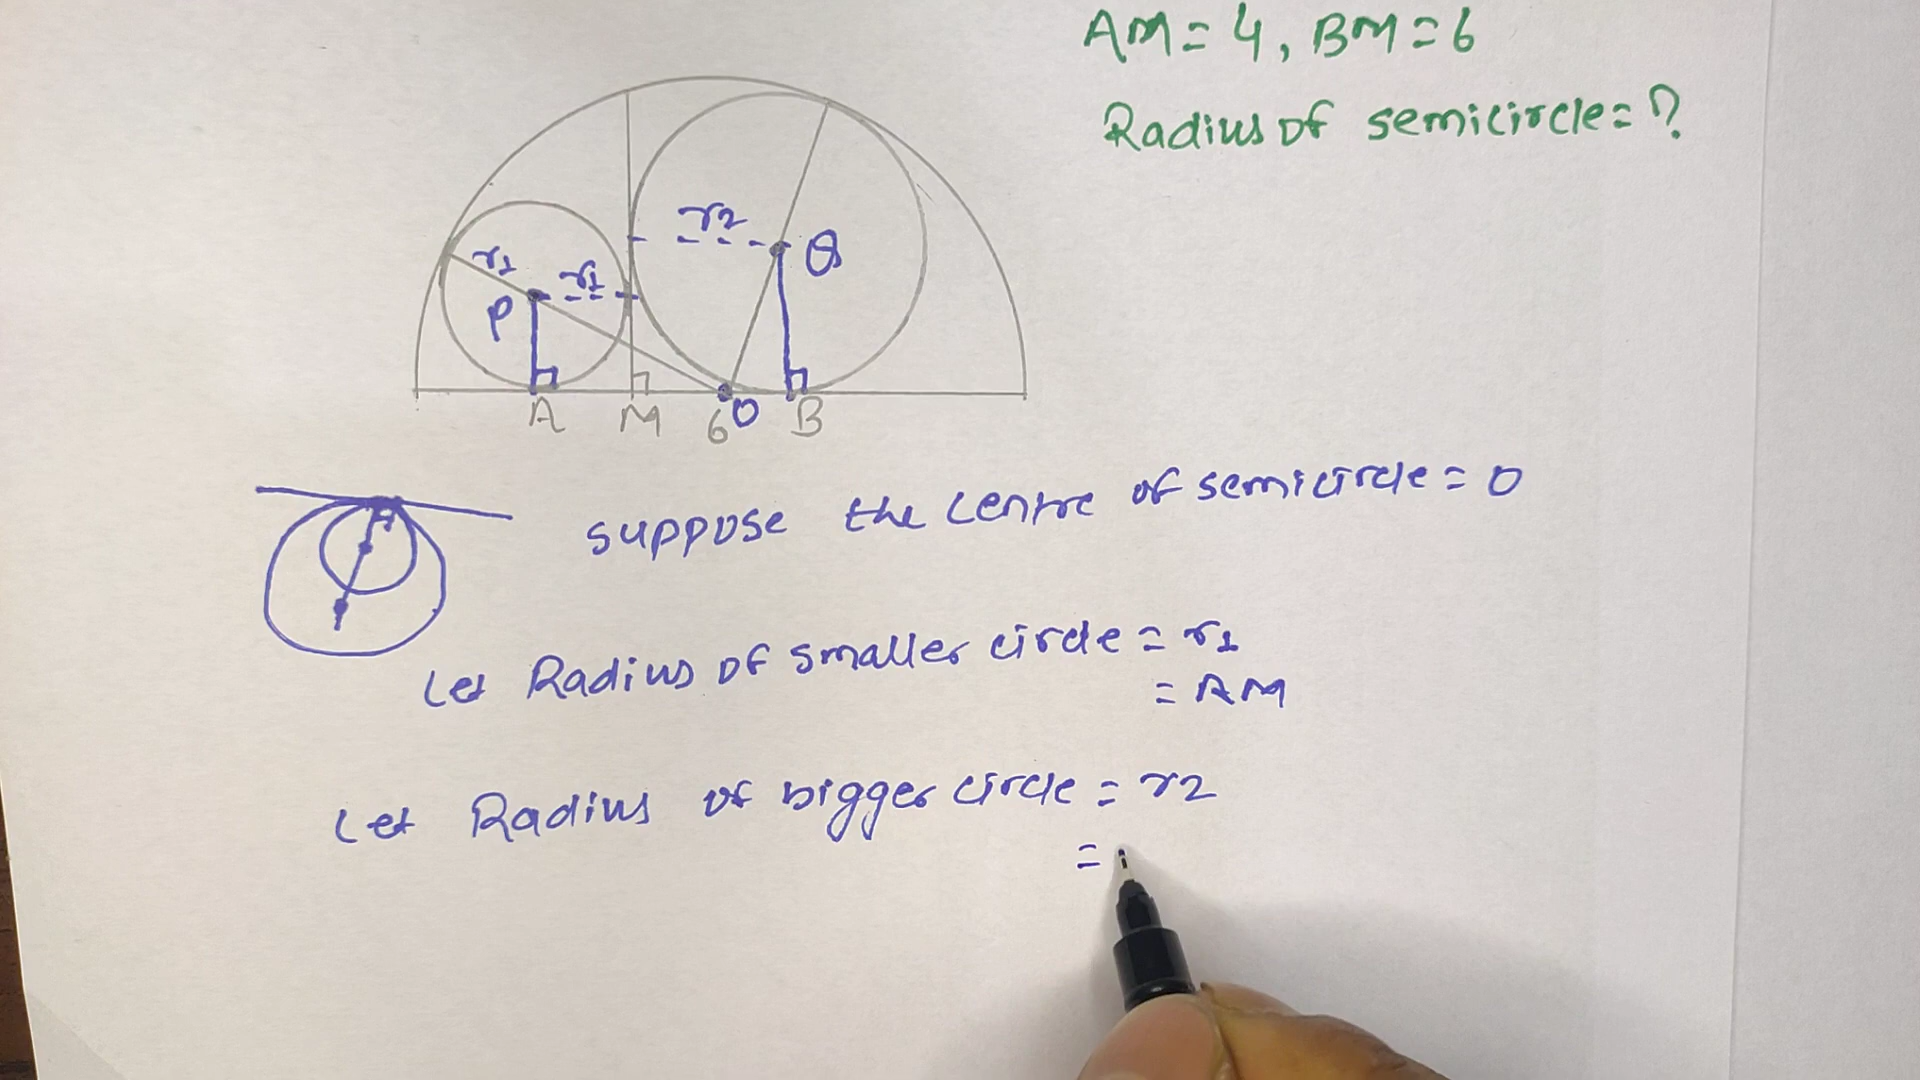 AM = 4, BM = 6
Radius of semicircle = ?
r2
Q
r1
r1
P
A M 6 O B
suppose the centre of semicircle = O
Let Radius of smaller circle = r1
= AM
Let Radius of bigger circle = r2
=